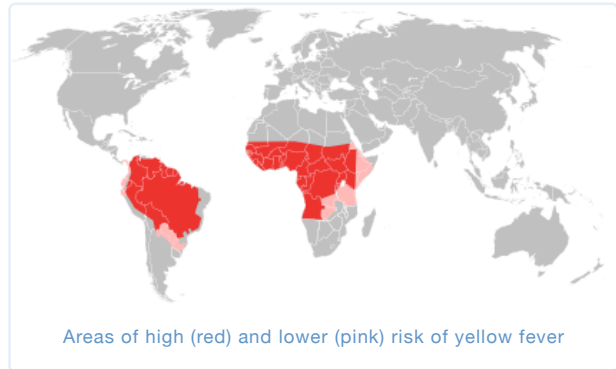 Areas of high (red) and lower (pink) risk of yellow fever